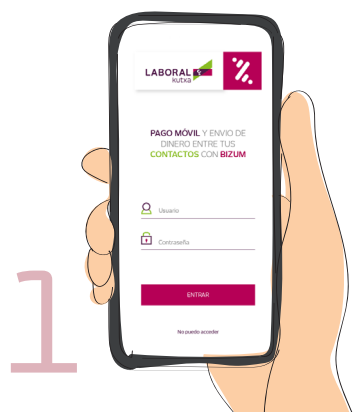 LABORAL
kutxa
PAGO MÓVIL Y ENVIO DE
DINERO ENTRE TUS
CONTACTOS CON BIZUM
Usuario
Contraseña
ENTRAR
No puedo acceder
1